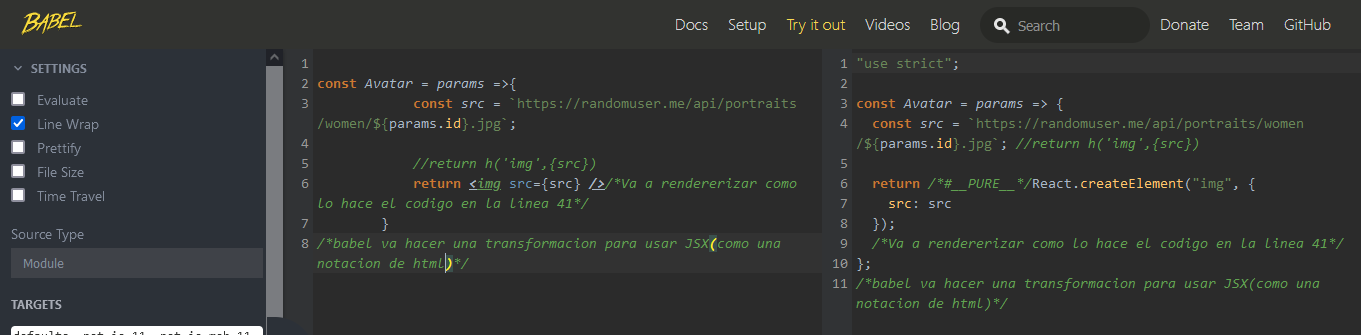 BABEL
Docs Setup Try it out Videos Blog Search Donate Team GitHub
SETTINGS
Evaluate
Line Wrap
Prettify
File Size
Time Travel
Source Type
Module
TARGETS
1
2 const Avatar = params =>{
3 const src = `https://randomuser.me/api/portraits
/women/${params.id}.jpg`;
4
5 //return h('img',{src})
6 return <img src={src} />/*Va a rendererizar como
lo hace el codigo en la linea 41*/
7 }
8 /*babel va hacer una transformacion para usar JSX(como una
notacion de html)*/
1 "use strict";
2
3 const Avatar = params => {
4 const src = `https://randomuser.me/api/portraits/women
/${params.id}.jpg`; //return h('img',{src})
5
6 return /*#__PURE__*/React.createElement("img", {
7 src: src
8 });
9 /*Va a rendererizar como lo hace el codigo en la linea 41*/
10 };
11 /*babel va hacer una transformacion para usar JSX(como una
notacion de html)*/